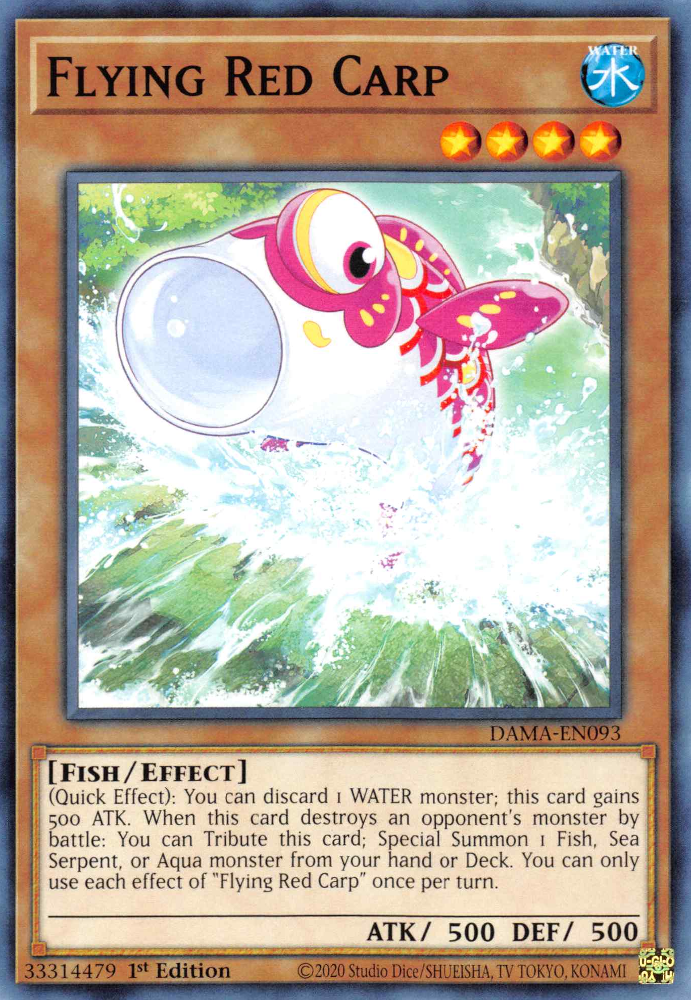 FLYING RED CARP
WATER
水
DAMA-EN093
[FISH/EFFECT]
(Quick Effect): You can discard 1 WATER monster; this card gains
500 ATK. When this card destroys an opponent's monster by
battle: You can Tribute this card; Special Summon 1 Fish, Sea
Serpent, or Aqua monster from your hand or Deck. You can only
use each effect of "Flying Red Carp" once per turn.
ATK/ 500 DEF/ 500
33314479 1st Edition ©2020 Studio Dice/SHUEISHA, TV TOKYO, KONAMI